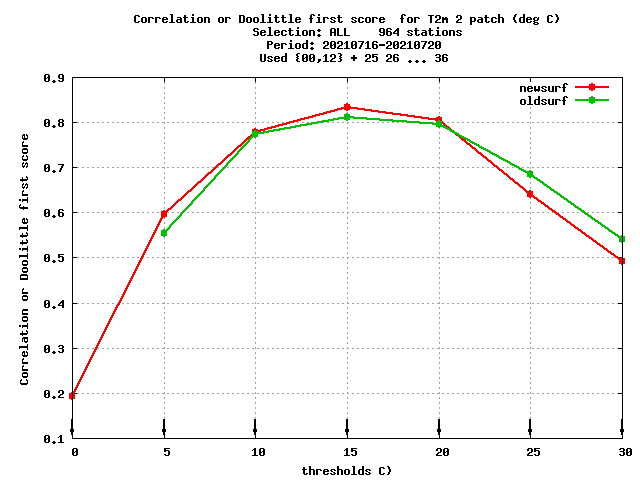 Correlation or Doolittle first score  for T2m 2 patch (deg C)
Selection: ALL    964 stations
Period: 20210716-20210720
Used {00,12} + 25 26 ... 36
newsurf
oldsurf
Correlation or Doolittle first score
0.9
0.8
0.7
0.6
0.5
0.4
0.3
0.2
0.1
0 5 10 15 20 25 30
thresholds C)